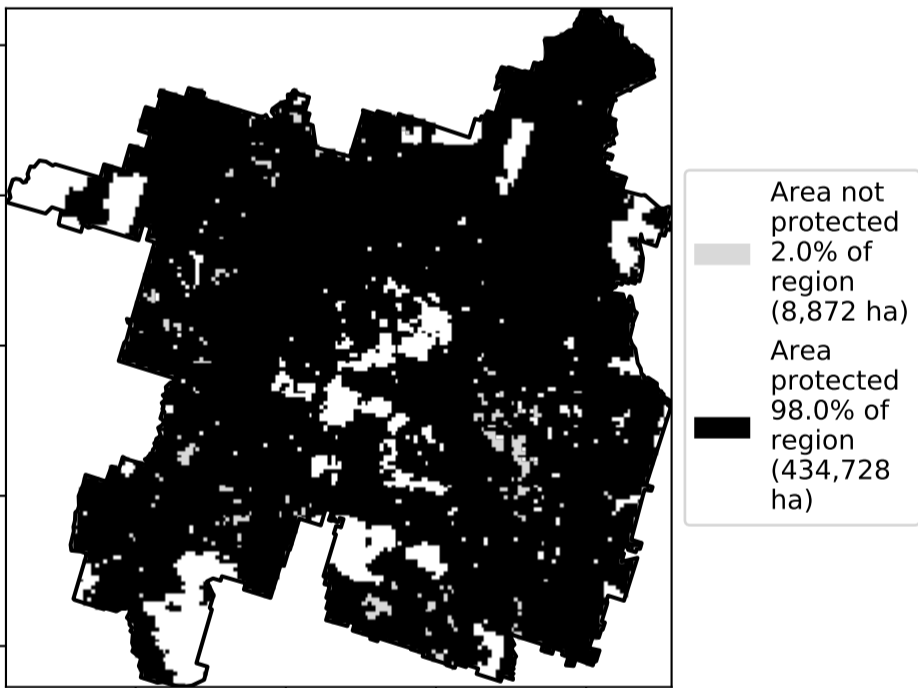 Area not
protected
2.0% of
region
(8,872 ha)
Area
protected
98.0% of
region
(434,728
ha)